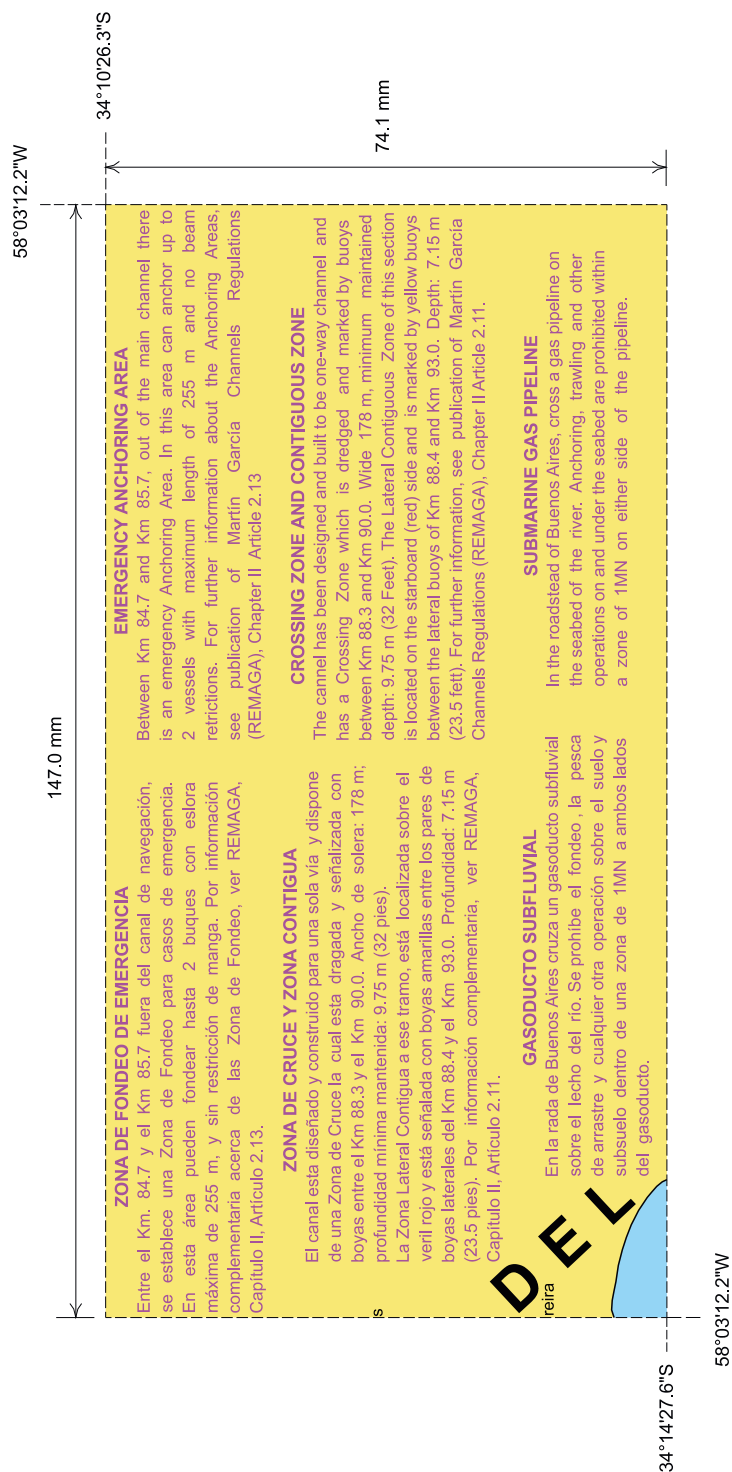 58°03'12.2"W
34°10'26.3"S
147.0 mm
74.1 mm
ZONA DE FONDEO DE EMERGENCIA
Entre el Km. 84.7 y el Km 85.7 fuera del canal de navegación,
se establece una Zona de Fondeo para casos de emergencia.
En esta área pueden fondear hasta 2 buques con eslora
máxima de 255 m, y sin restricción de manga. Por información
complementaria acerca de las Zona de Fondeo, ver REMAGA,
Capítulo II, Artículo 2.13.
ZONA DE CRUCE Y ZONA CONTIGUA
El canal esta diseñado y construido para una sola vía y dispone
de una Zona de Cruce la cual esta dragada y señalizada con
boyas entre el Km 88.3 y el Km 90.0. Ancho de solera: 178 m;
profundidad mínima mantenida: 9.75 m (32 pies).
La Zona Lateral Contigua a ese tramo, está localizada sobre el
veril rojo y está señalada con boyas amarillas entre los pares de
boyas laterales del Km 88.4 y el Km 93.0. Profundidad: 7.15 m
(23.5 pies). Por información complementaria, ver REMAGA,
Capítulo II, Artículo 2.11.
GASODUCTO SUBFLUVIAL
En la rada de Buenos Aires cruza un gasoducto subfluvial
sobre el lecho del río. Se prohibe el fondeo , la pesca
de arrastre y cualquier otra operación sobre el suelo y
subsuelo dentro de una zona de 1MN a ambos lados
del gasoducto.
EMERGENCY ANCHORING AREA
Between Km 84.7 and Km 85.7, out of the main channel there
is an emergency Anchoring Area. In this area can anchor up to
2 vessels with maximum length of 255 m and no beam
retrictions. For further information about the Anchoring Areas,
see publication of Martín García Channels Regulations
(REMAGA), Chapter II Article 2.13
CROSSING ZONE AND CONTIGUOUS ZONE
The cannel has been designed and built to be one-way channel and
has a Crossing Zone which is dredged and marked by buoys
between Km 88.3 and Km 90.0. Wide 178 m, minimum maintained
depth: 9.75 m (32 Feet). The Lateral Contiguous Zone of this section
is located on the starboard (red) side and is marked by yellow buoys
between the lateral buoys of Km 88.4 and Km 93.0. Depth: 7.15 m
(23.5 fett). For further information, see publication of Martín García
Channels Regulations (REMAGA), Chapter II Article 2.11.
SUBMARINE GAS PIPELINE
In the roadstead of Buenos Aires, cross a gas pipeline on
the seabed of the river. Anchoring, trawling and other
operations on and under the seabed are prohibited within
a zone of 1MN on either side of the pipeline.
s
DEL
reira
34°14'27.6"S
58°03'12.2"W